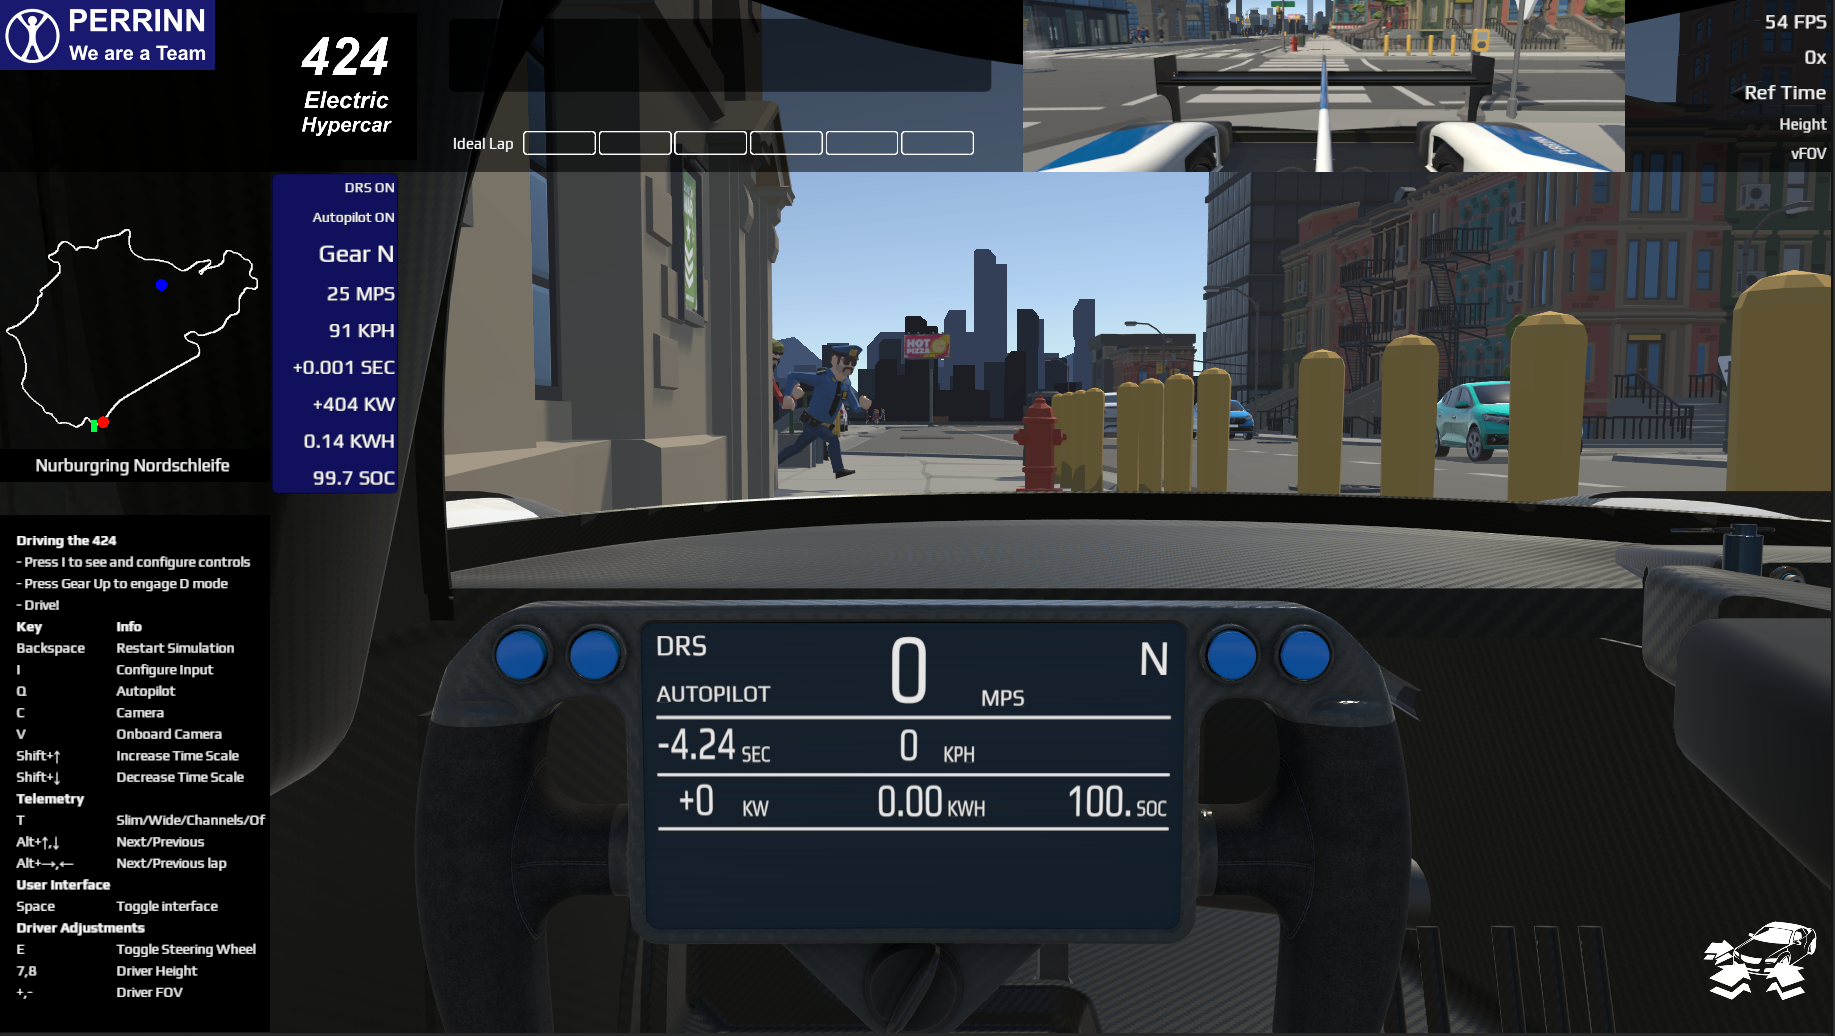 PERRINN
We are a Team
424
Electric
Hypercar
Ideal Lap
54 FPS
0x
Ref Time
Height
vFOV
DRS ON
Autopilot ON
Gear N
25 MPS
91 KPH
+0.001 SEC
+404 KW
0.14 KWH
99.7 SOC
Nurburgring Nordschleife
HOT
PIZZA
Driving the 424
- Press I to see and configure controls
- Press Gear Up to engage D mode
- Drive!
Key Info
Backspace Restart Simulation
I Configure Input
Q Autopilot
C Camera
V Onboard Camera
Shift+↑ Increase Time Scale
Shift+↓ Decrease Time Scale
Telemetry
T Slim/Wide/Channels/Of
Alt+↑,↓ Next/Previous
Alt+→,← Next/Previous lap
User Interface
Space Toggle interface
Driver Adjustments
E Toggle Steering Wheel
7,8 Driver Height
+,- Driver FOV
DRS 0 N
AUTOPILOT MPS
-4.24 SEC 0 KPH
+0 KW 0.00 KWH 100. SOC